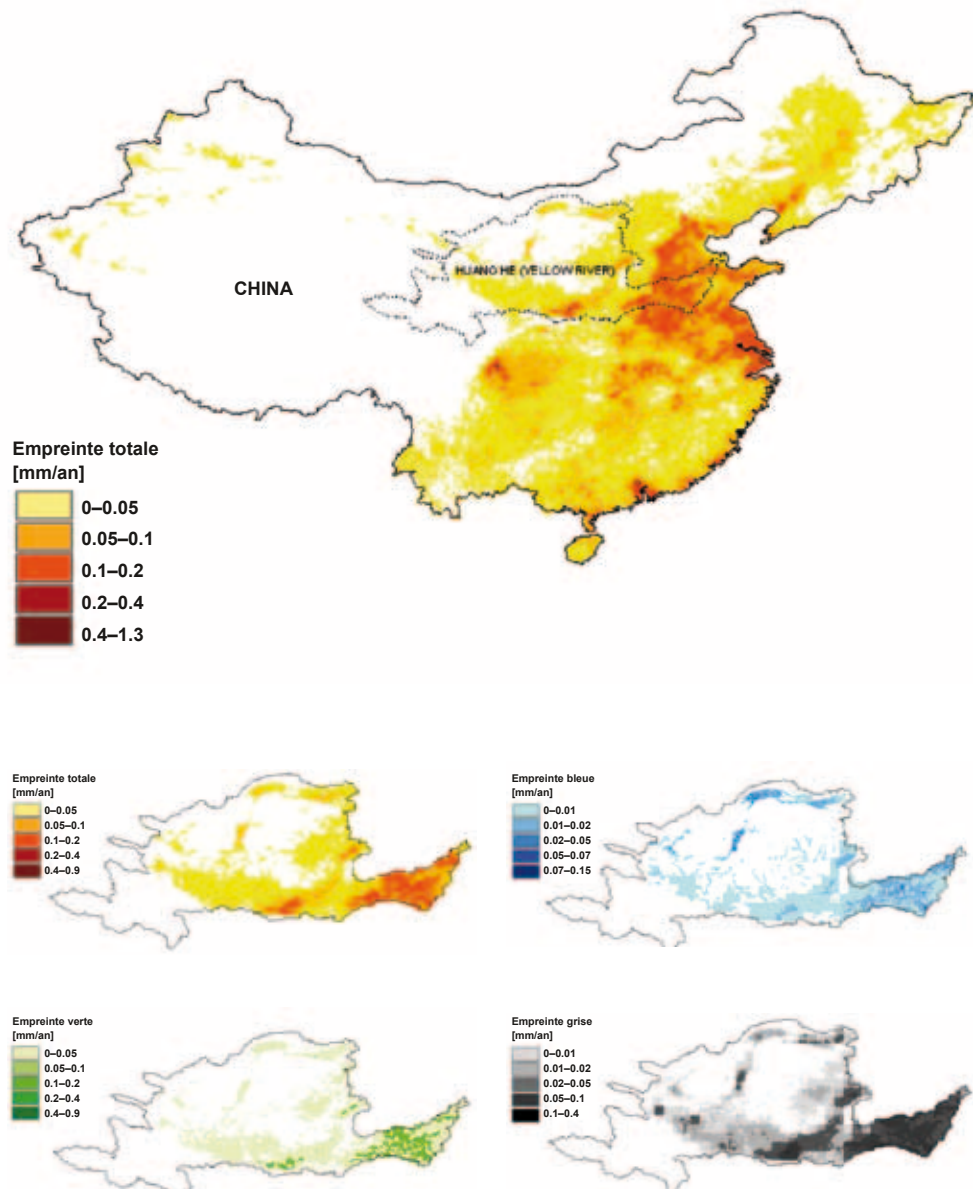 HUANG HE (YELLOW RIVER)
CHINA
Empreinte totale
[mm/an]
0–0.05
0.05–0.1
0.1–0.2
0.2–0.4
0.4–1.3
Empreinte totale
[mm/an]
0–0.05
0.05–0.1
0.1–0.2
0.2–0.4
0.4–0.9
Empreinte bleue
[mm/an]
0–0.01
0.01–0.02
0.02–0.05
0.05–0.07
0.07–0.15
Empreinte verte
[mm/an]
0–0.05
0.05–0.1
0.1–0.2
0.2–0.4
0.4–0.9
Empreinte grise
[mm/an]
0–0.01
0.01–0.02
0.02–0.05
0.05–0.1
0.1–0.4